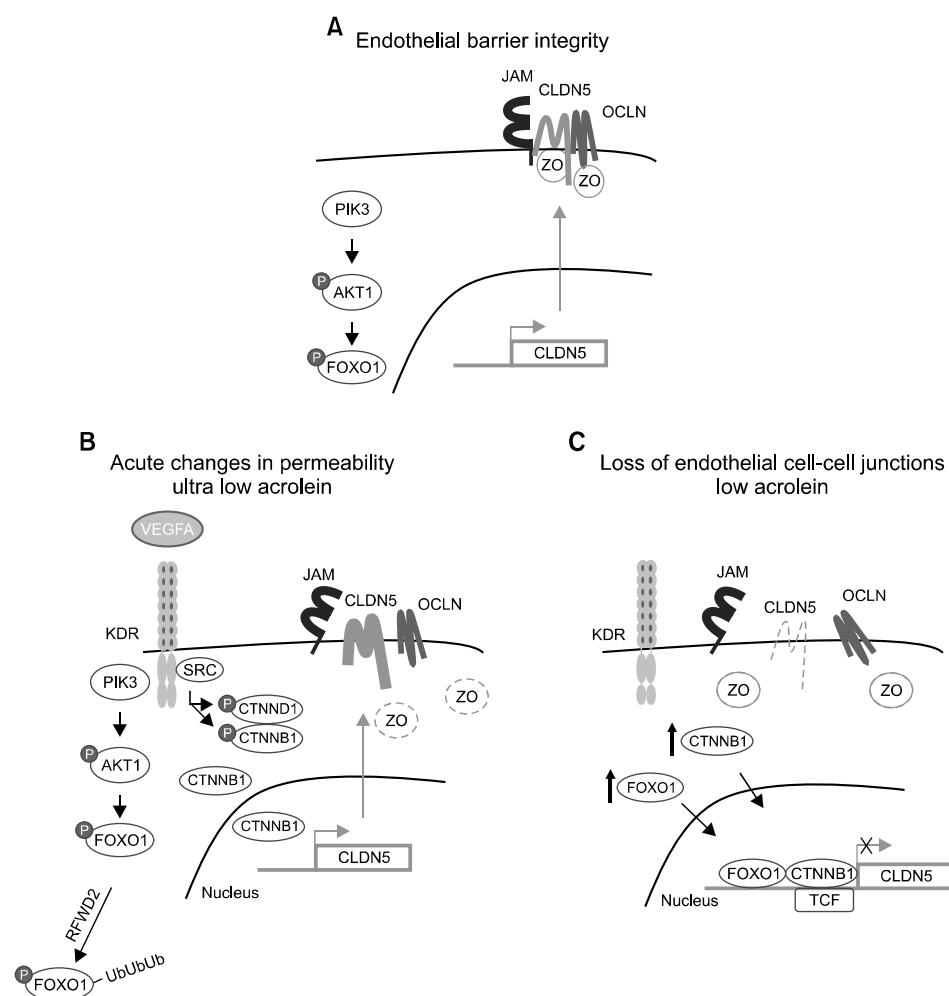 A
Endothelial barrier integrity
JAM
CLDN5
OCLN
ZO
ZO
PIK3
P
AKT1
P
FOXO1
CLDN5
B
Acute changes in permeability
ultra low acrolein
VEGFA
JAM
CLDN5
OCLN
KDR
SRC
PIK3
P
CTNND1
ZO
ZO
P
CTNNB1
P
AKT1
CTNNB1
P
FOXO1
CTNNB1
CLDN5
Nucleus
RFWD2
P
FOXO1
UbUbUb
C
Loss of endothelial cell-cell junctions
low acrolein
JAM
CLDN5
OCLN
KDR
ZO
ZO
CTNNB1
FOXO1
FOXO1
CTNNB1
CLDN5
Nucleus
TCF